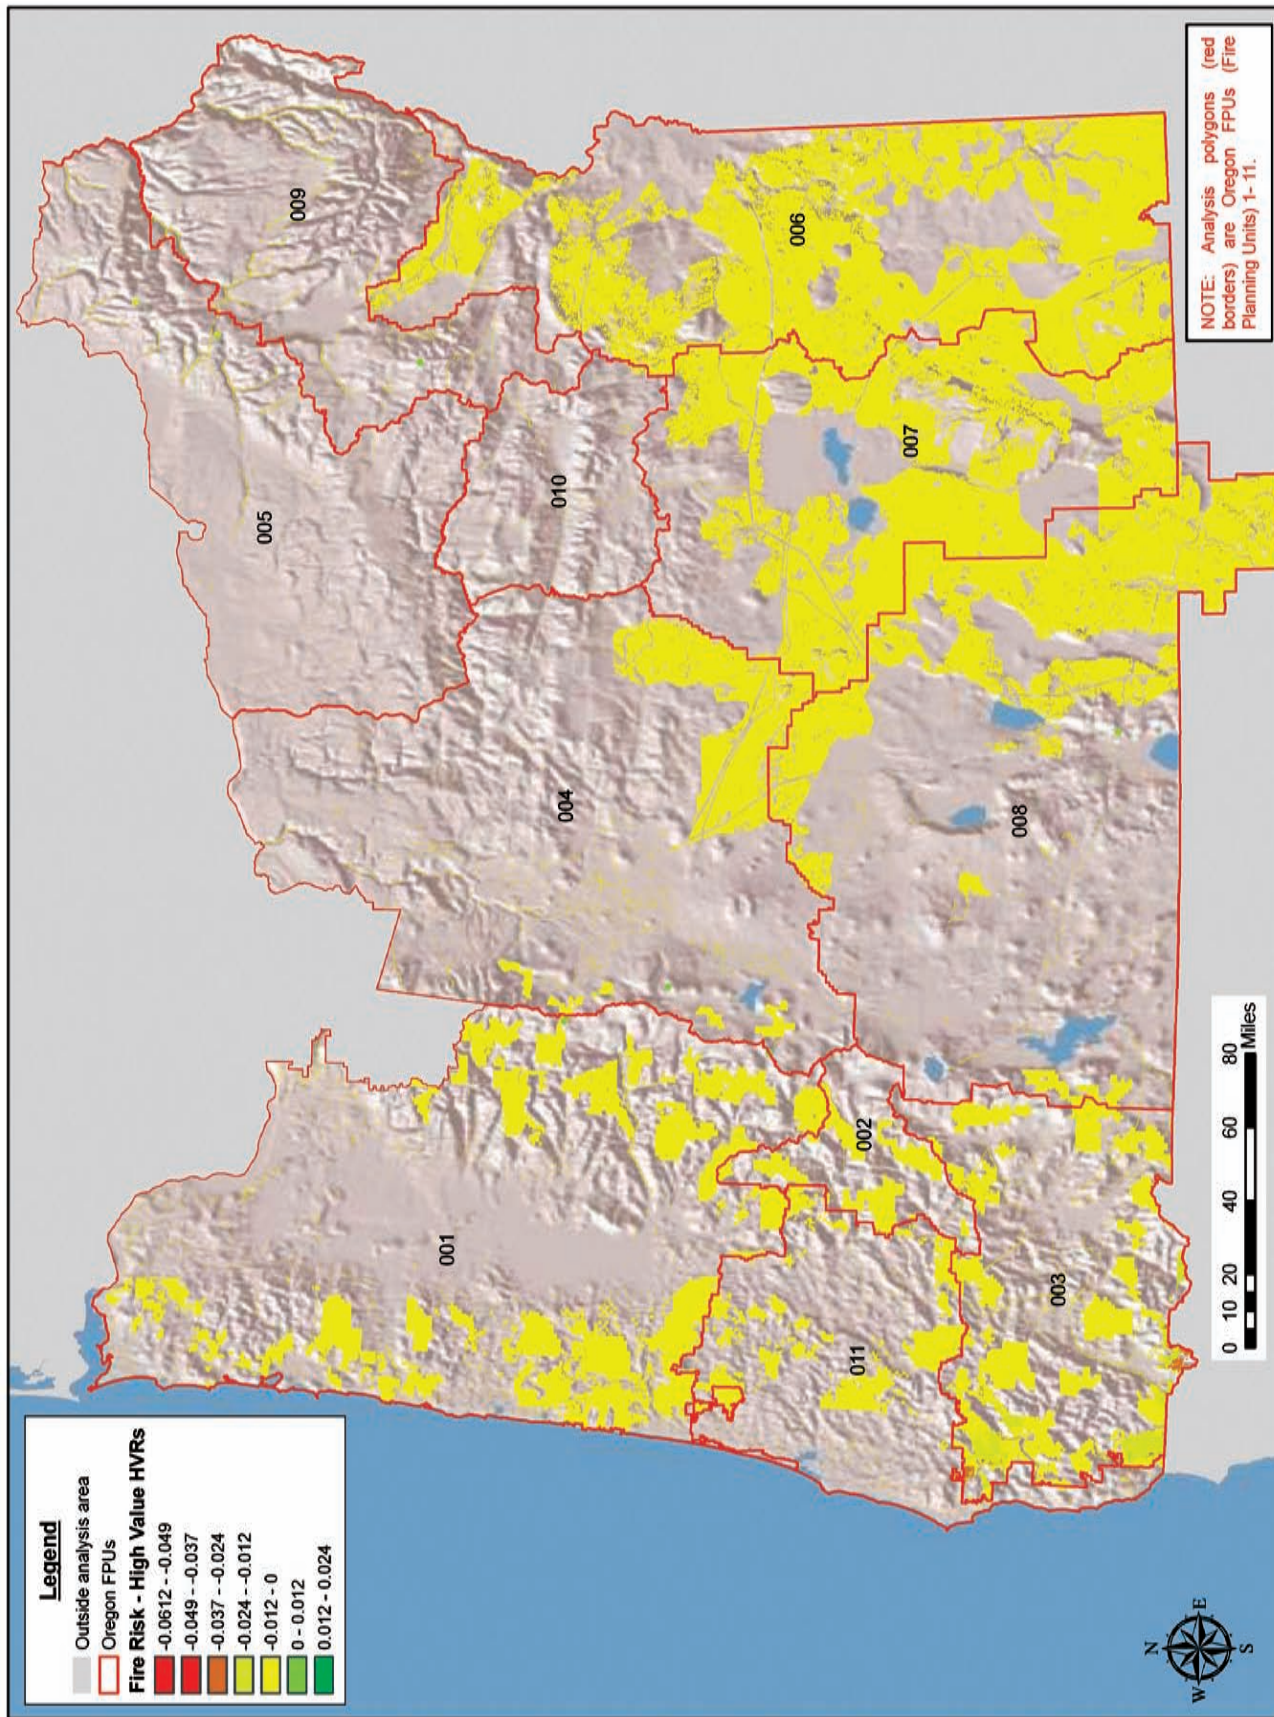 Legend
Outside analysis area
Oregon FPUs
Fire Risk - High Value HVRs
-0.0612 - -0.049
-0.049 - -0.037
-0.037 - -0.024
-0.024 - -0.012
-0.012 - 0
0 - 0.012
0.012 - 0.024
001
002
003
004
005
006
007
008
009
010
011
N
W
E
S
0 10 20 40 60 80
Miles
NOTE: Analysis polygons (red
borders) are Oregon FPUs (Fire
Planning Units) 1- 11.